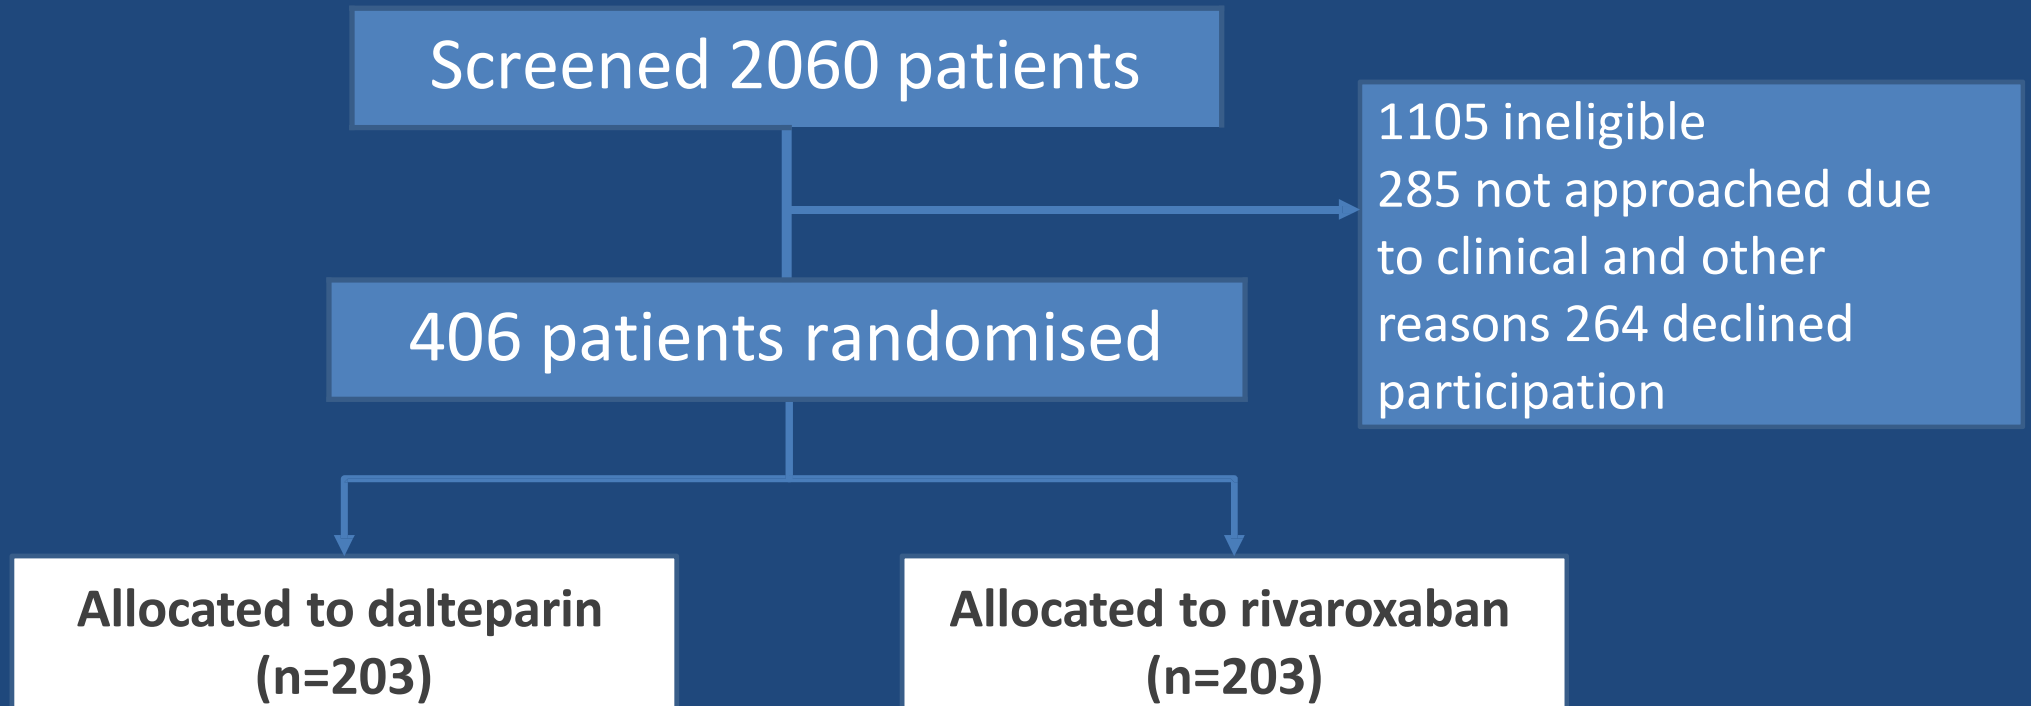 Screened 2060 patients
1105 ineligible
285 not approached due
to clinical and other
reasons 264 declined
participation
406 patients randomised
Allocated to dalteparin
(n=203)
Allocated to rivaroxaban
(n=203)